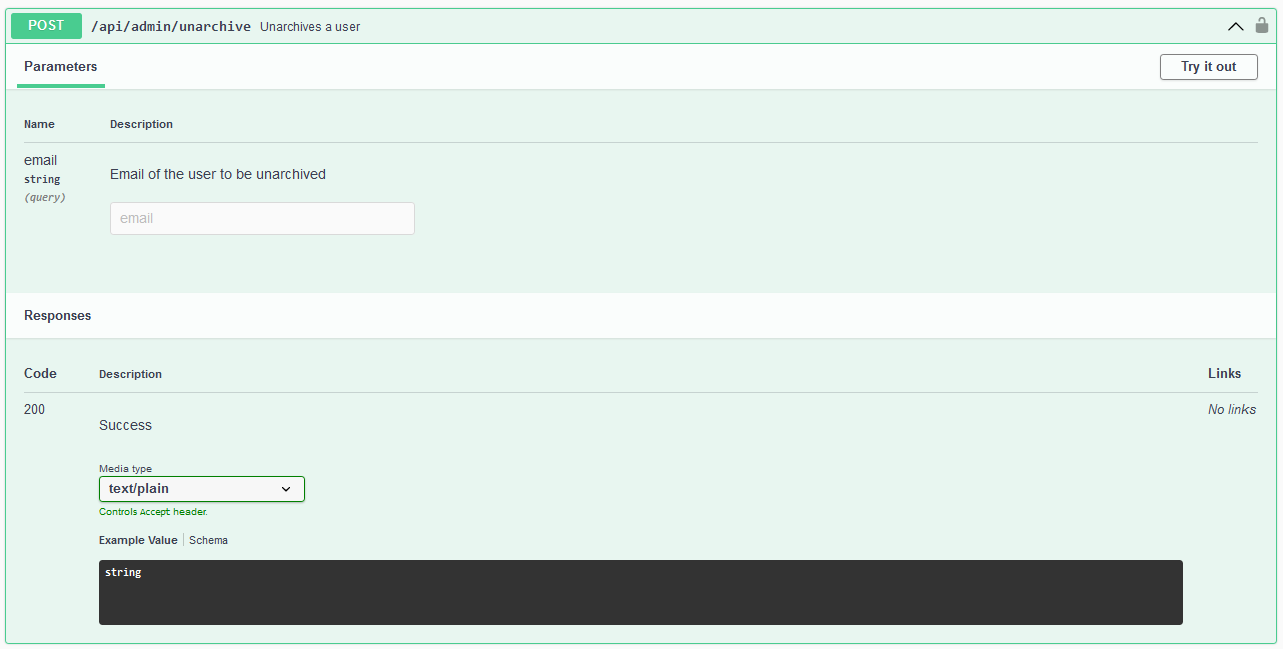 POST /api/admin/unarchive Unarchives a user
Parameters Try it out
Name Description
email
string
(query)
Email of the user to be unarchived
email
Responses
Code Description Links
200 Success No links
Media type
text/plain
Controls Accept header.
Example Value Schema
string